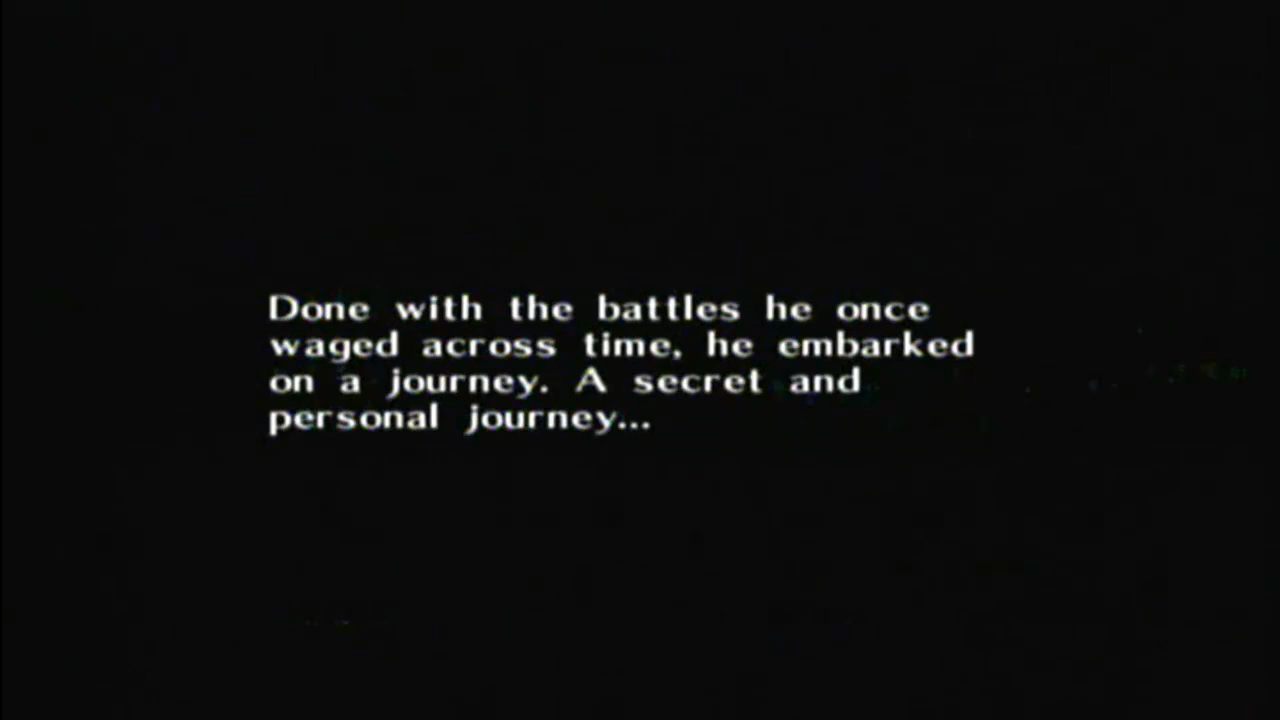 Done with the battles he once
waged across time, he embarked
on a journey. A secret and
personal journey...